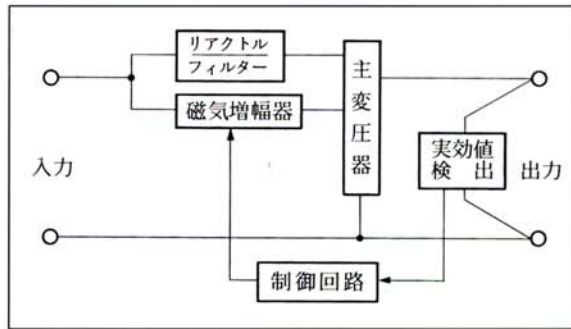 リアクトル
フィルター
磁気増幅器
主変圧器
実効値
検出
入力
出力
制御回路